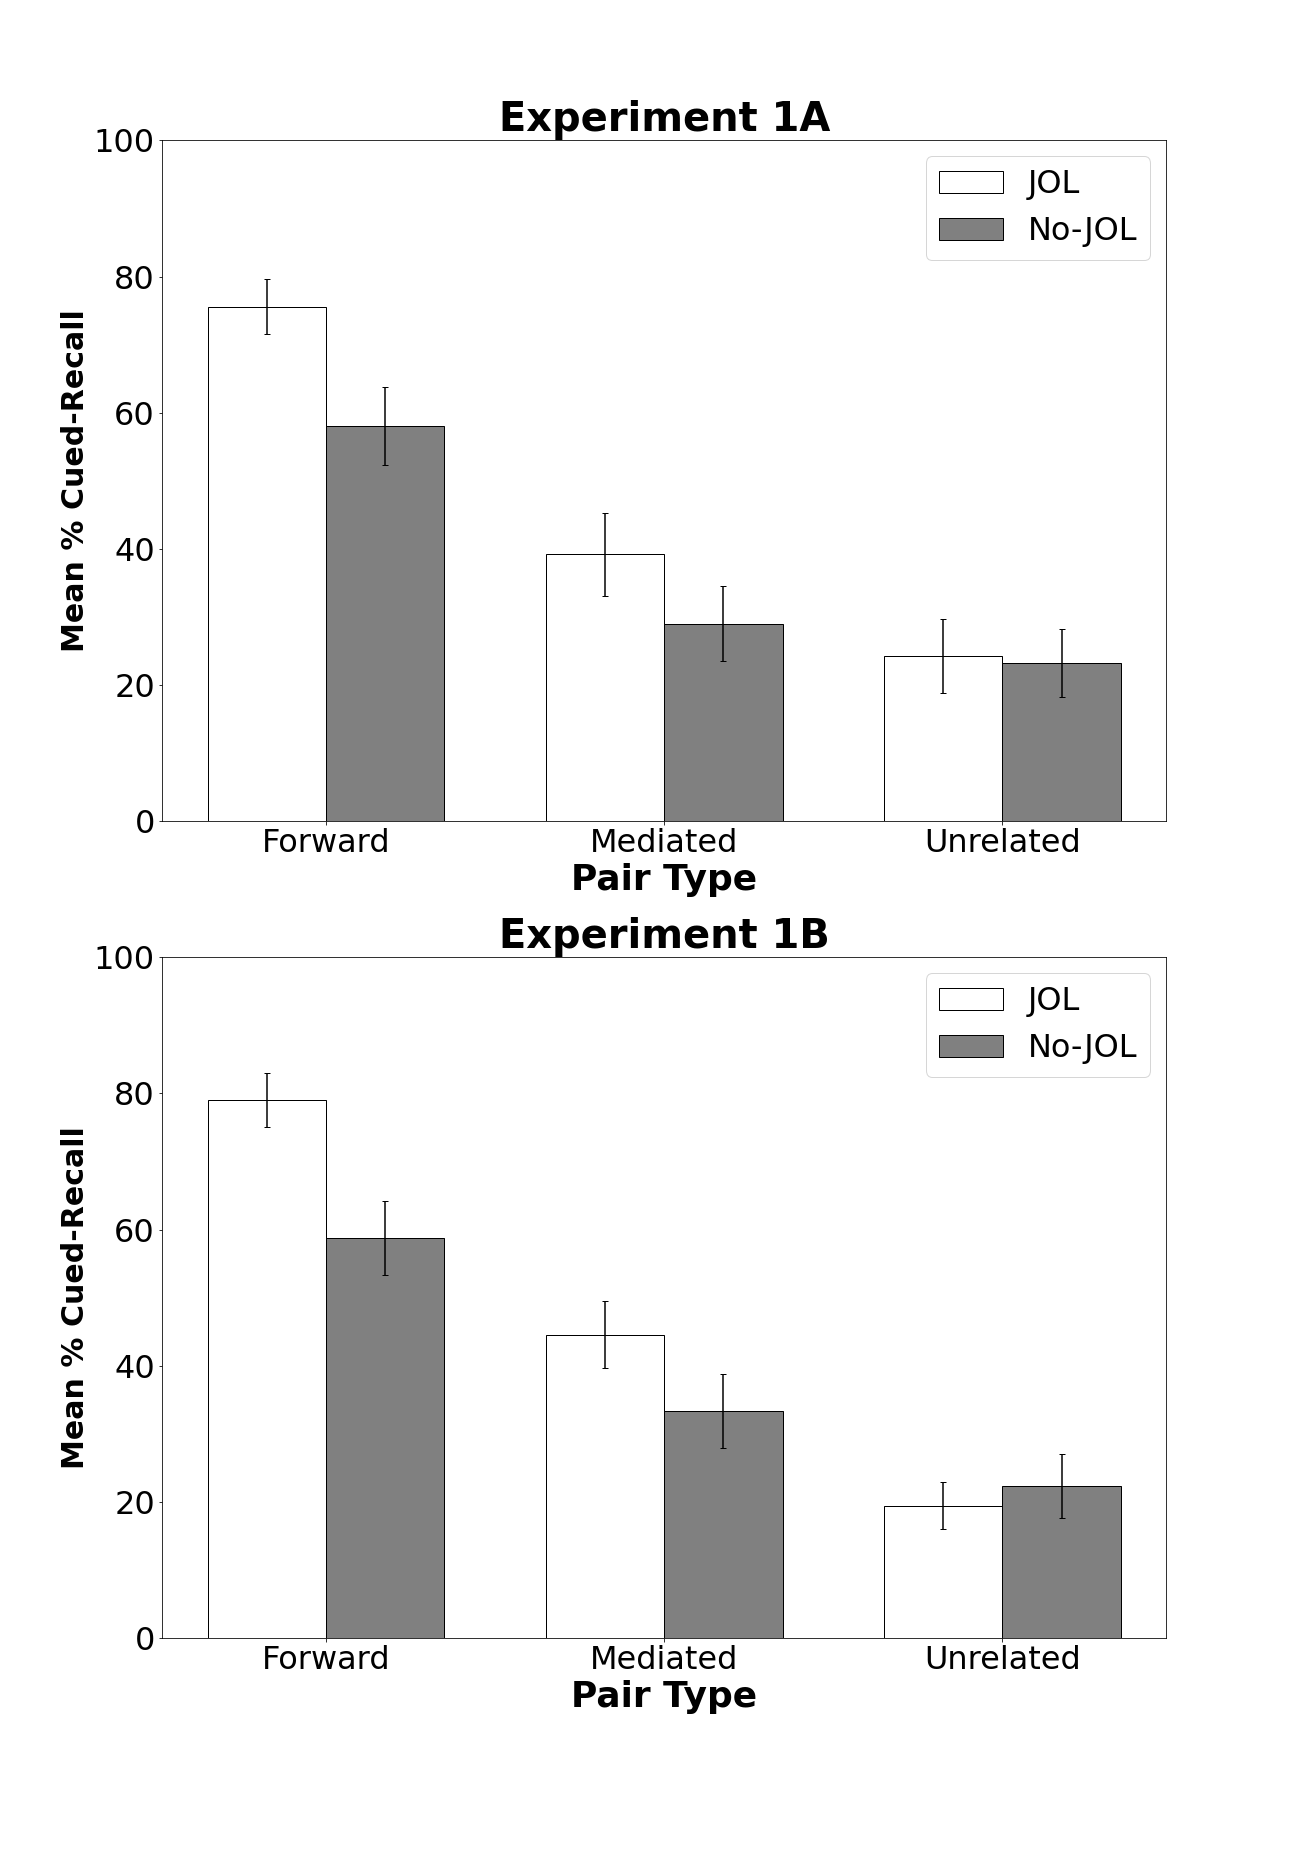 Experiment 1A
100
80
60
40
20
0
Mean % Cued-Recall
JOL
No-JOL
Forward Mediated Unrelated
Pair Type
Experiment 1B
100
80
60
40
20
0
Mean % Cued-Recall
JOL
No-JOL
Forward Mediated Unrelated
Pair Type